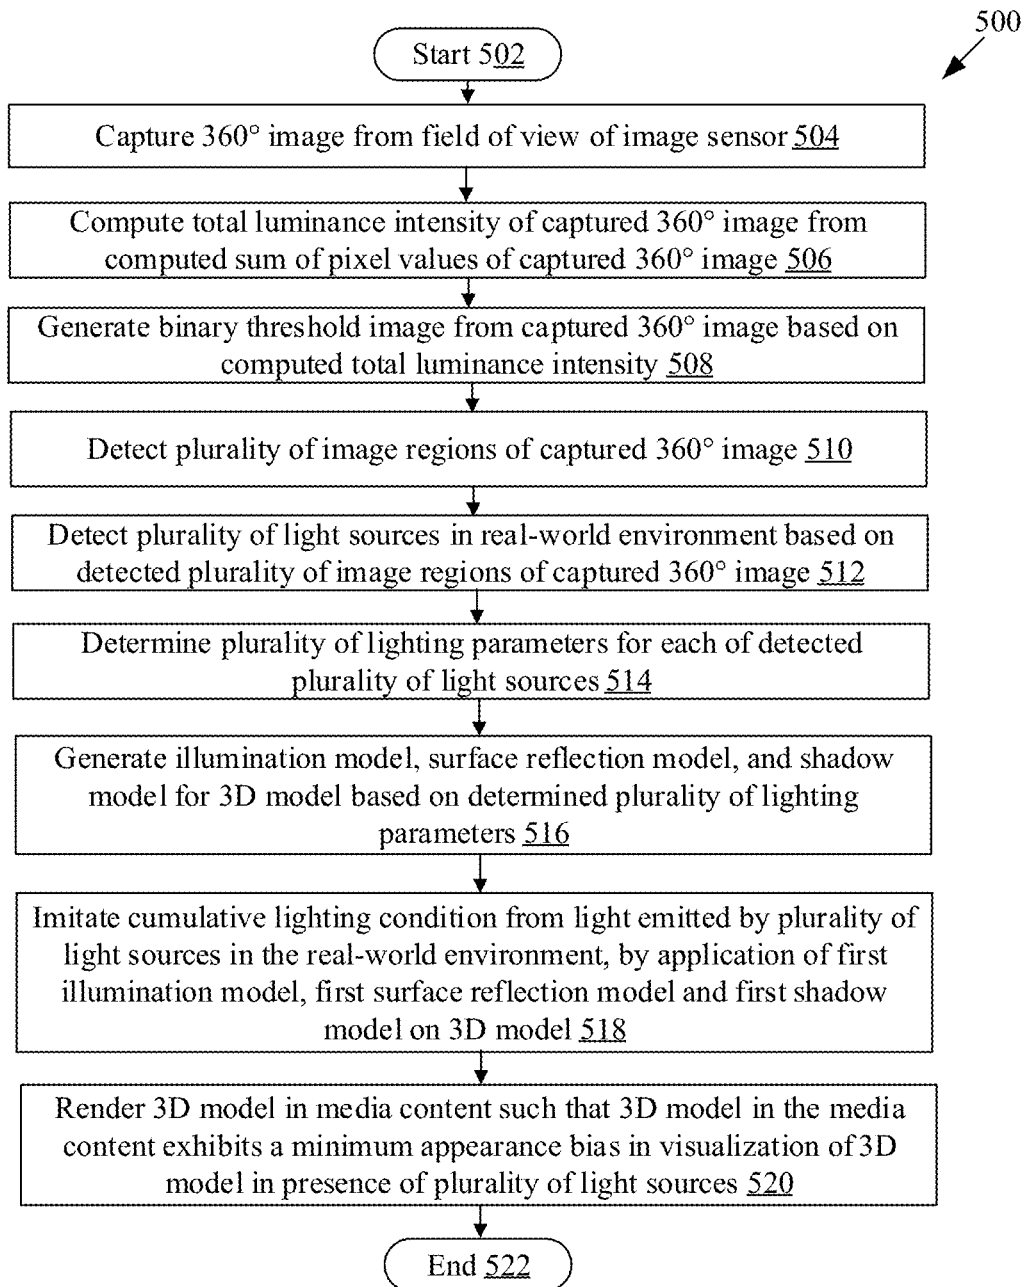 500
Start 502
Capture 360° image from field of view of image sensor 504
Compute total luminance intensity of captured 360° image from
computed sum of pixel values of captured 360° image 506
Generate binary threshold image from captured 360° image based on
computed total luminance intensity 508
Detect plurality of image regions of captured 360° image 510
Detect plurality of light sources in real-world environment based on
detected plurality of image regions of captured 360° image 512
Determine plurality of lighting parameters for each of detected
plurality of light sources 514
Generate illumination model, surface reflection model, and shadow
model for 3D model based on determined plurality of lighting
parameters 516
Imitate cumulative lighting condition from light emitted by plurality of
light sources in the real-world environment, by application of first
illumination model, first surface reflection model and first shadow
model on 3D model 518
Render 3D model in media content such that 3D model in the media
content exhibits a minimum appearance bias in visualization of 3D
model in presence of plurality of light sources 520
End 522